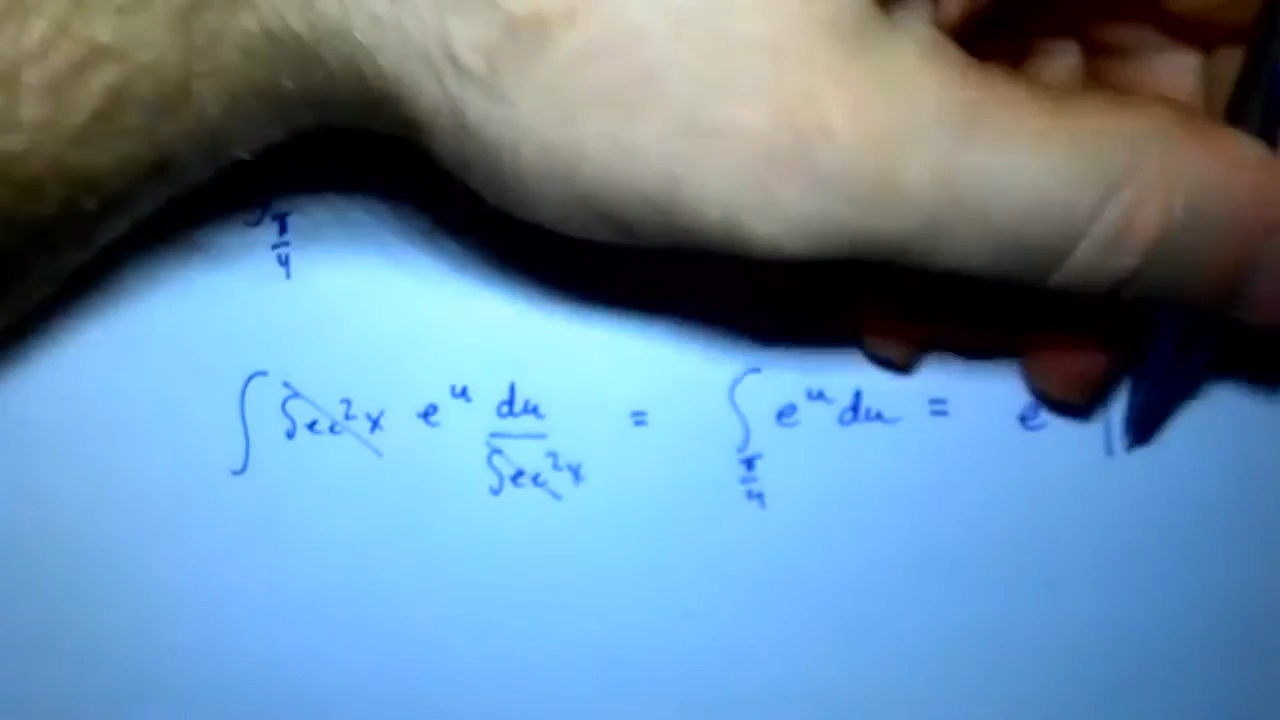 ∫ π/4
∫ sec²x e^u du/sec²x = ∫ π/4 e^u du = e |